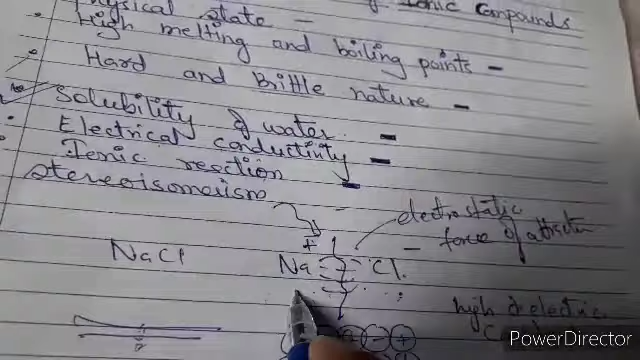 Physical state - of Ionic Compounds
High melting and boiling points -
Hard and Brittle nature -
Solubility of water. -
Electrical conductivity -
Ionic reaction -
stereoisomerism
electrostatic
- force of attraction
NaCl
+
Na Cl.
high dielectric
- +
PowerDirector